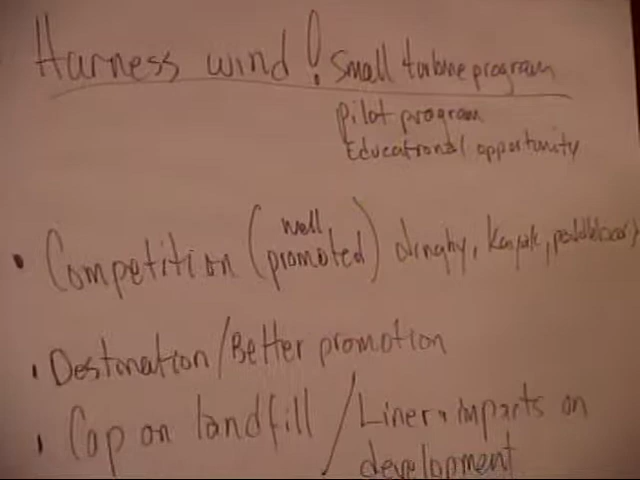 Harness wind! Small turbine program
Pilot program
Educational opportunity
• Competition (well promoted) dinghy, Kayak,
• Destination/Better promotion
• Cap on landfill / Liner + impacts on
development